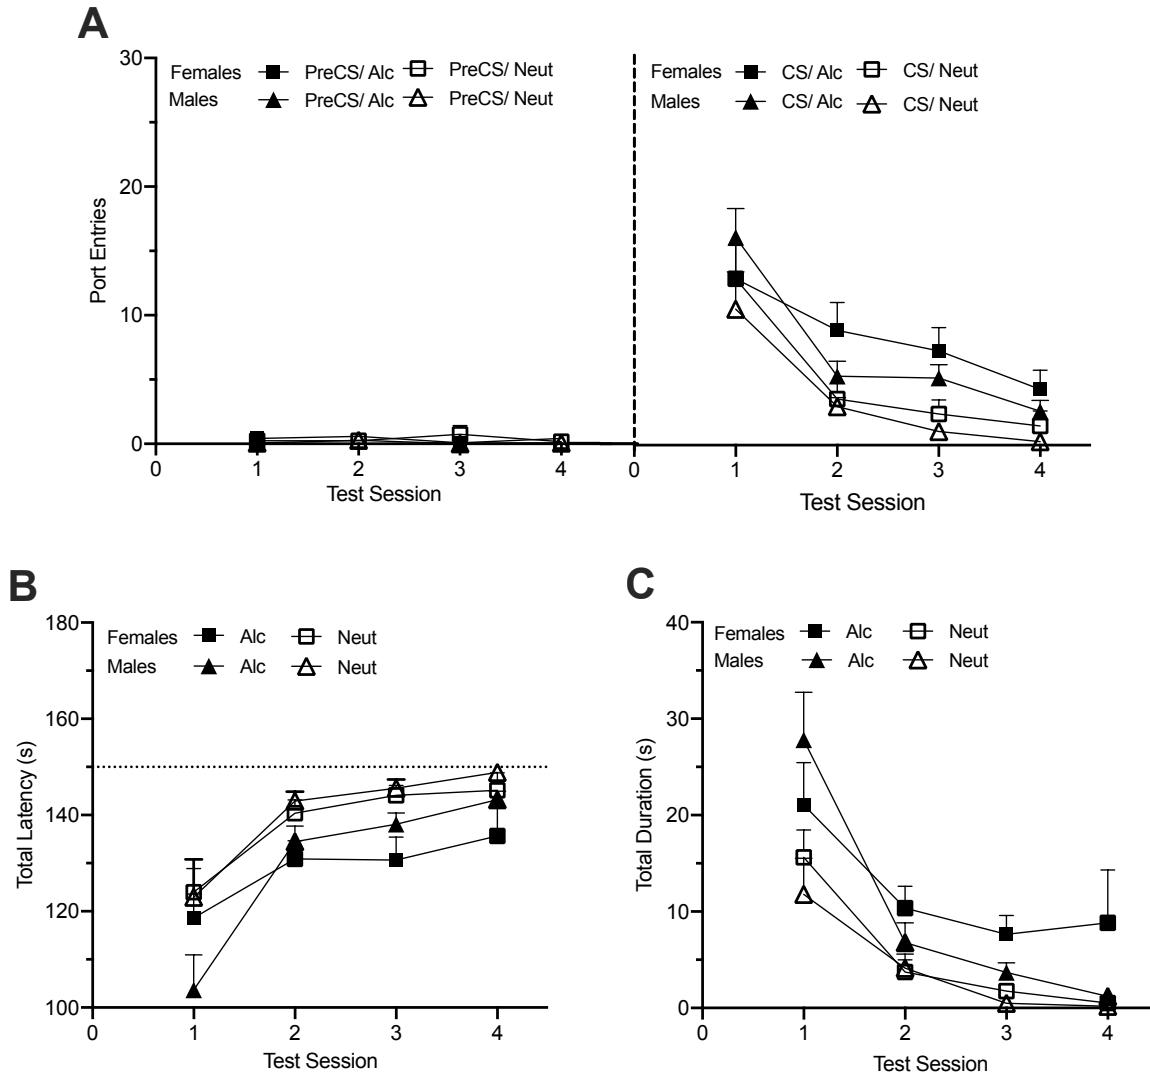 A
30
20
10
0
Port Entries
Females PreCS/ Alc PreCS/ Neut
Males PreCS/ Alc PreCS/ Neut
Females CS/ Alc CS/ Neut
Males CS/ Alc CS/ Neut
0 1 2 3 4 0 1 2 3 4
Test Session
Test Session
B
180
160
140
120
100
Total Latency (s)
Females Alc Neut
Males Alc Neut
0 1 2 3 4
Test Session
C
40
30
20
10
0
Total Duration (s)
Females Alc Neut
Males Alc Neut
0 1 2 3 4
Test Session